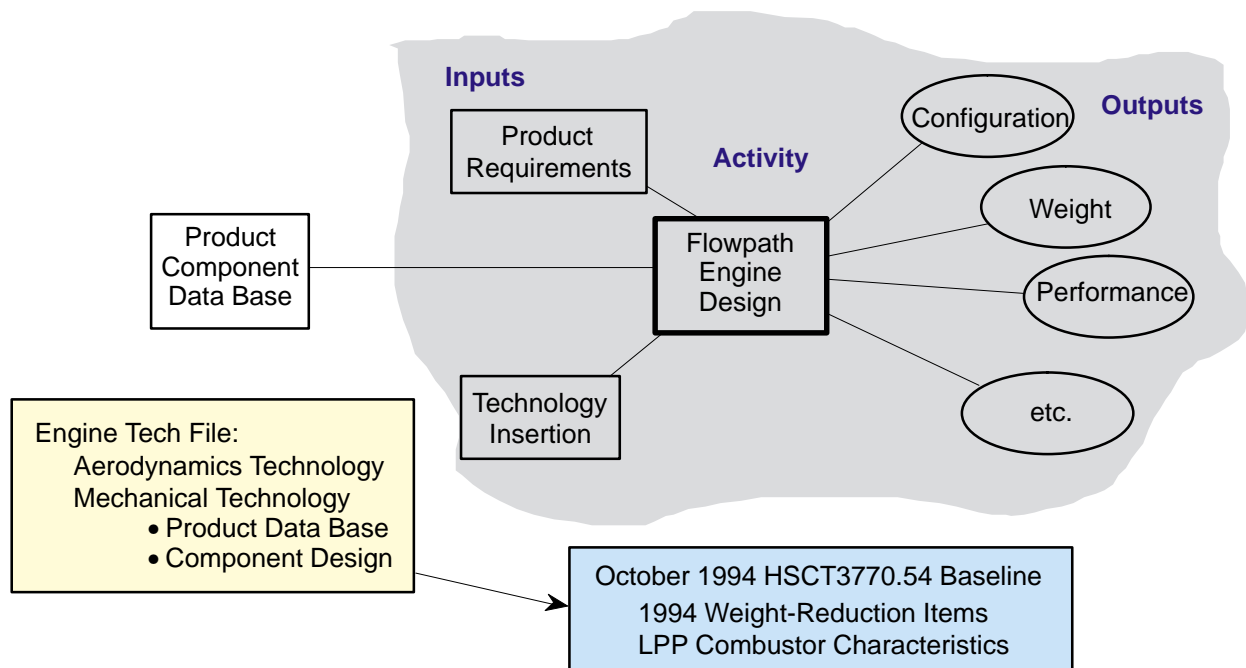 Inputs
Product
Requirements
Activity
Configuration
Outputs
Weight
Product
Component
Data Base
Flowpath
Engine
Design
Performance
Technology
Insertion
etc.
Engine Tech File:
Aerodynamics Technology
Mechanical Technology
• Product Data Base
• Component Design
October 1994 HSCT3770.54 Baseline
1994 Weight-Reduction Items
LPP Combustor Characteristics